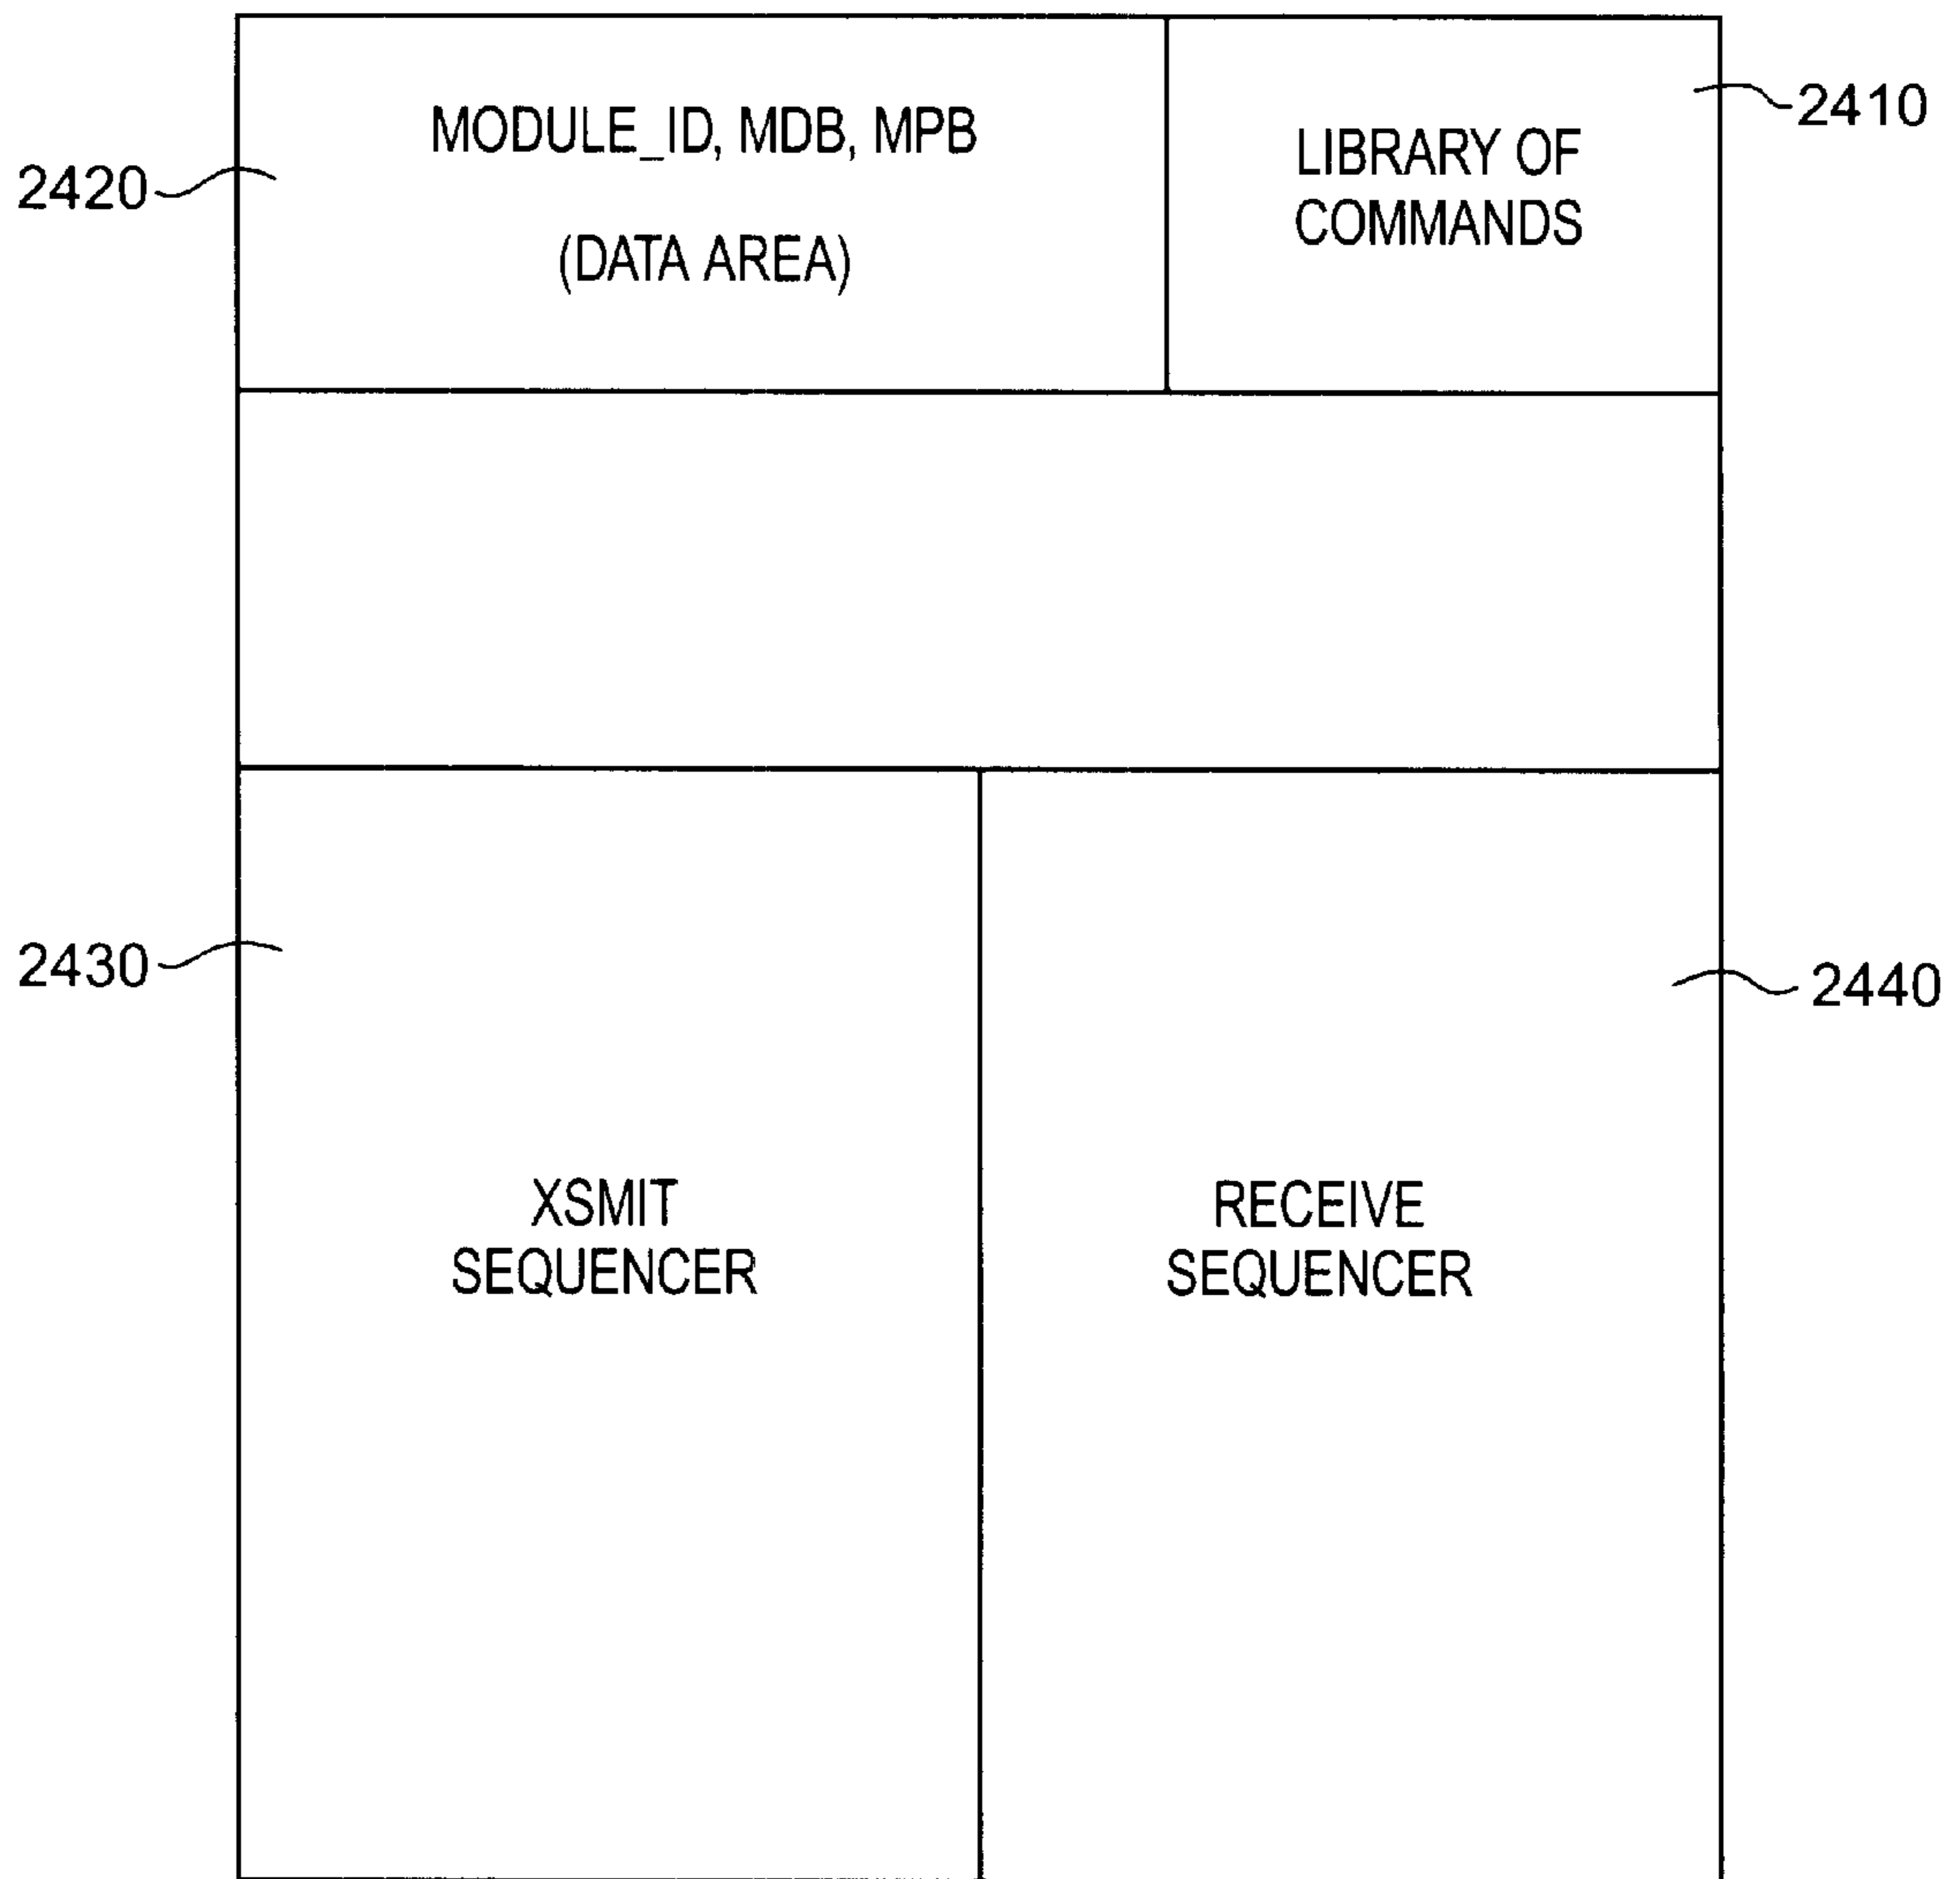 MODULE_ID, MDB, MPB
(DATA AREA)
2420
LIBRARY OF
COMMANDS
2410
2430
XSMIT
SEQUENCER
RECEIVE
SEQUENCER
2440